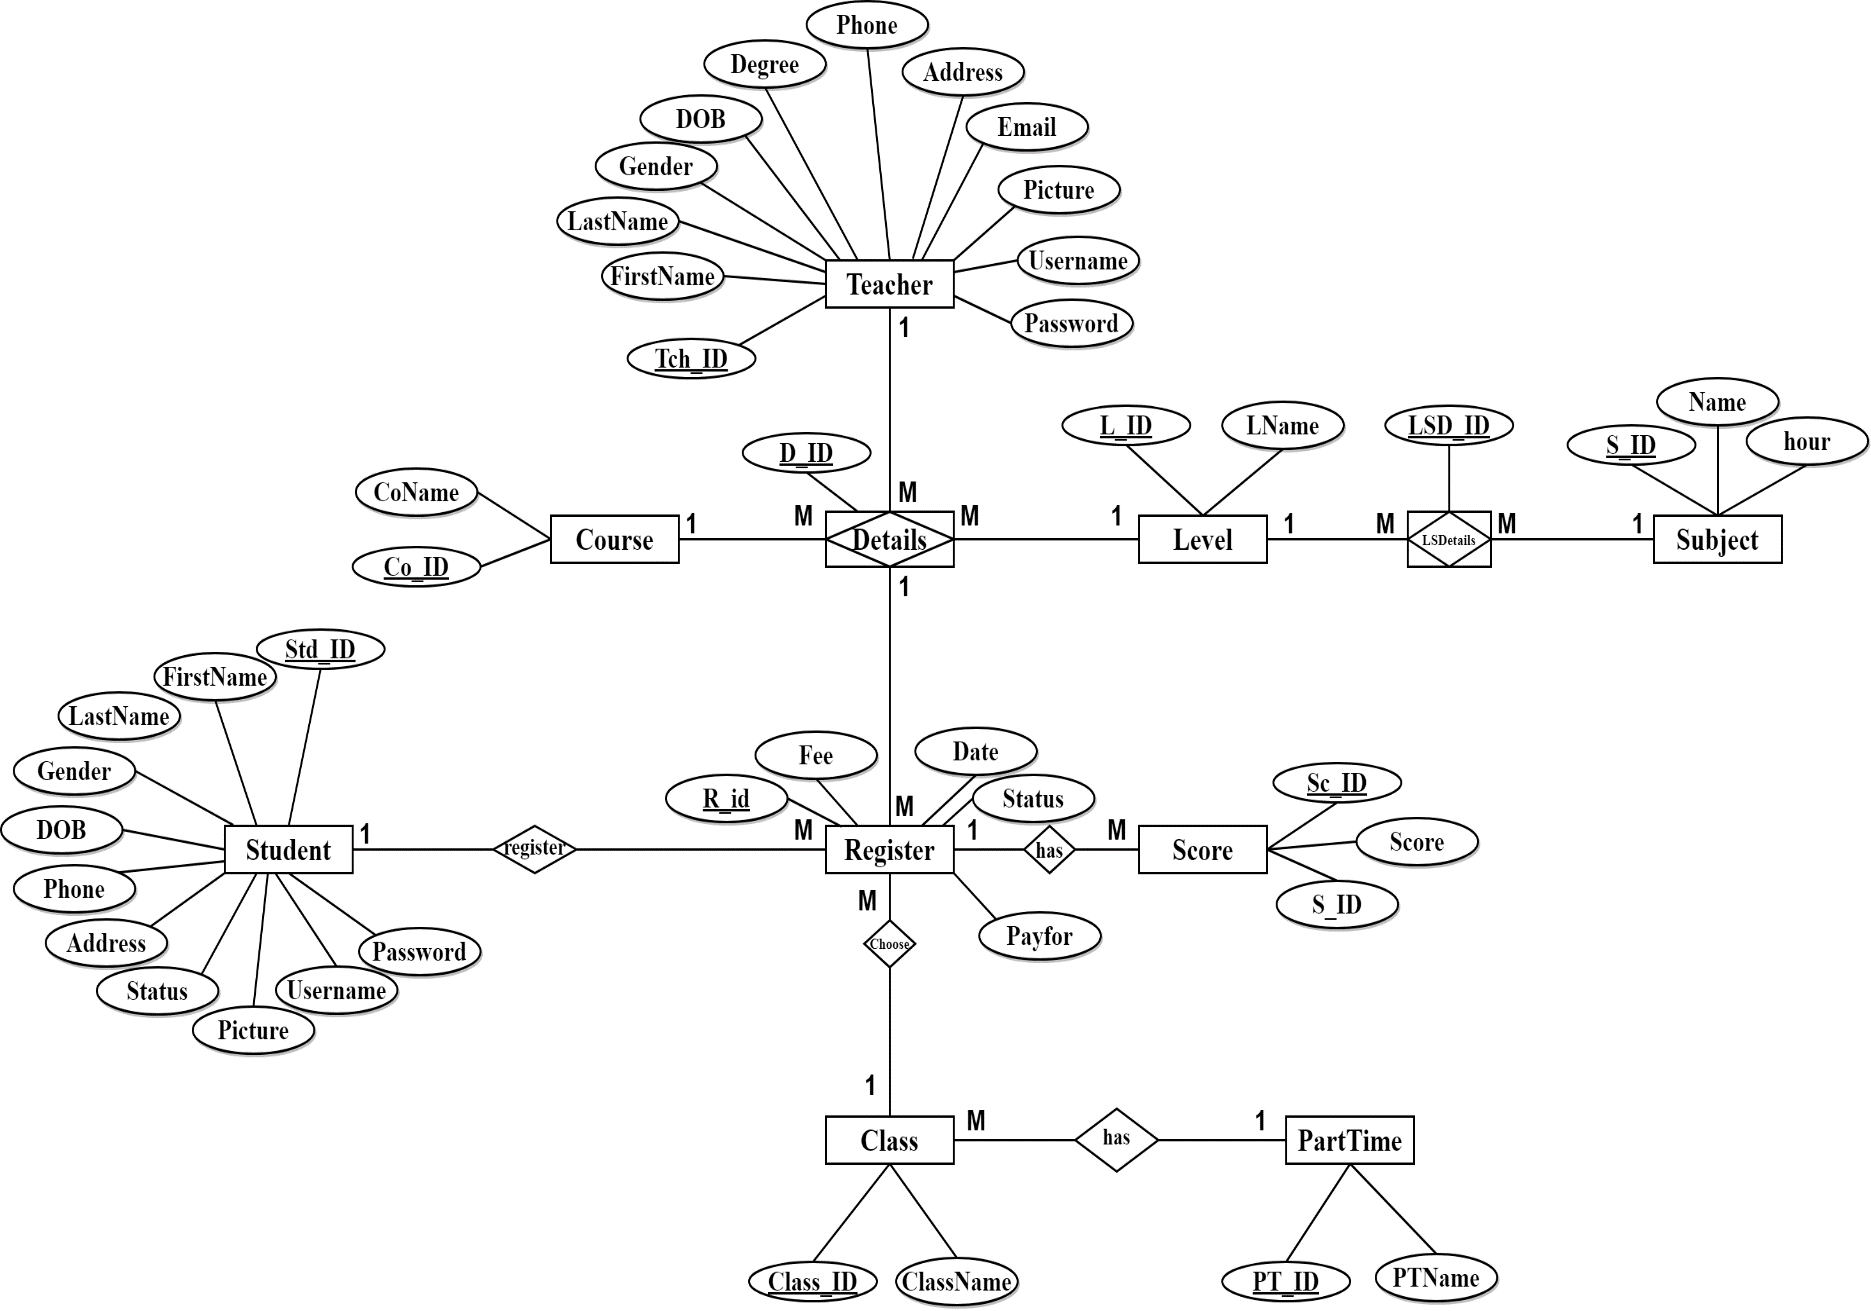 Phone
Degree
Address
DOB
Email
Gender
Picture
LastName
Username
FirstName
Teacher
Password
1
Tch_ID
Name
L_ID
LName
LSD_ID
hour
S_ID
D_ID
CoName
M
Course
1
M
Details
M
1
Level
1
M
LSDetails
M
1
Subject
Co_ID
1
Std_ID
FirstName
LastName
Gender
Fee
Date
Sc_ID
R_id
Status
DOB
Student
1
register
M
M
Register
1
has
M
Score
Score
Phone
M
S_ID
Address
Password
Choose
Payfor
Status
Username
Picture
1
Class
M
has
1
PartTime
Class_ID
ClassName
PT_ID
PTName